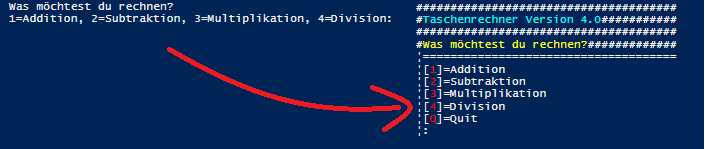 Was möchtest du rechnen?
1=Addition, 2=Subtraktion, 3=Multiplikation, 4=Division:
####################################
#Taschenrechner Version 4.0###########
####################################
#Was möchtest du rechnen?#############
¦====================================
¦[1]=Addition
¦[2]=Subtraktion
¦[3]=Multiplikation
¦[4]=Division
¦[Q]=Quit
¦: